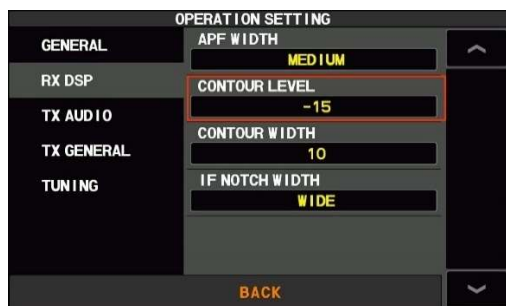 OPERATION SETTING
GENERAL
RX DSP
TX AUDIO
TX GENERAL
TUNING
APF WIDTH
MEDIUM
CONTOUR LEVEL
-15
CONTOUR WIDTH
10
IF NOTCH WIDTH
WIDE
BACK